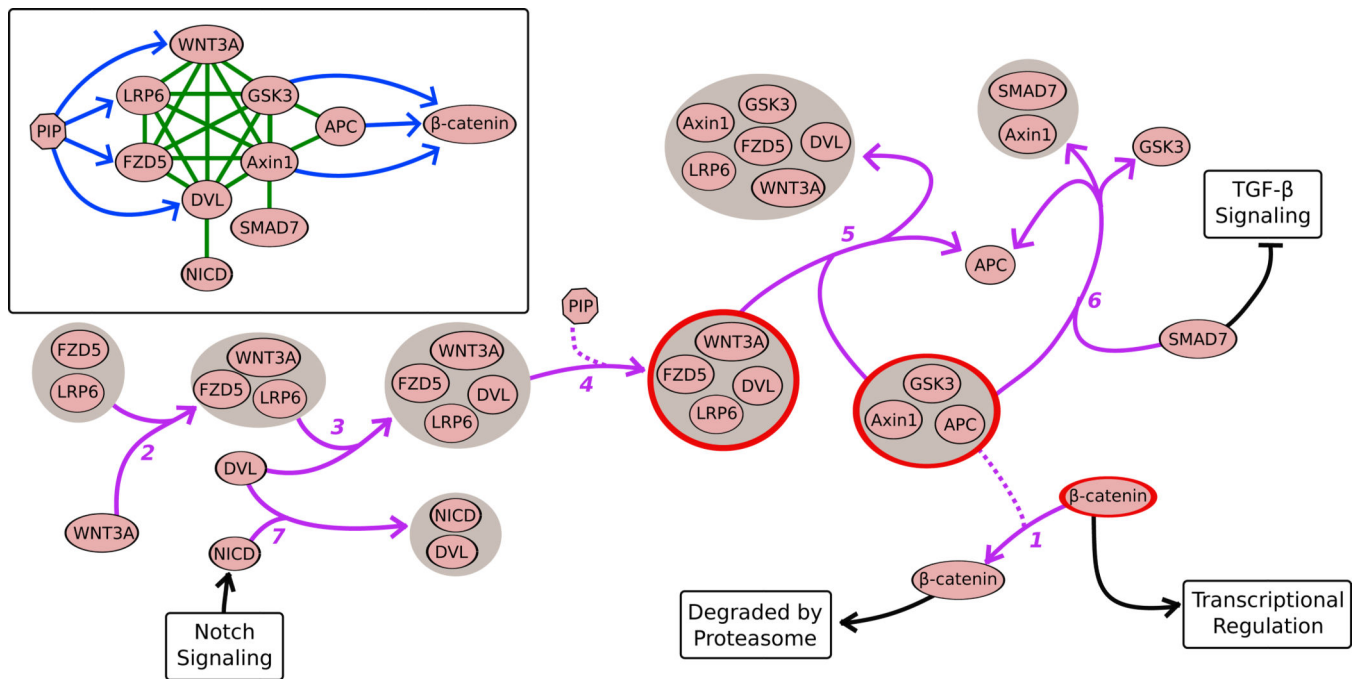 WNT3A
LRP6
GSK3
PIP
APC
β-catenin
FZD5
Axin1
DVL
SMAD7
NICD
FZD5
LRP6
WNT3A
FZD5
LRP6
2
WNT3A
3
DVL
WNT3A
FZD5
DVL
LRP6
7
NICD
NICD
DVL
Notch
Signaling
PIP
4
WNT3A
FZD5
DVL
LRP6
GSK3
Axin1
FZD5
DVL
LRP6
WNT3A
5
SMAD7
Axin1
GSK3
APC
TGF-β
Signaling
6
SMAD7
GSK3
Axin1
APC
β-catenin
1
β-catenin
Degraded by
Proteasome
Transcriptional
Regulation